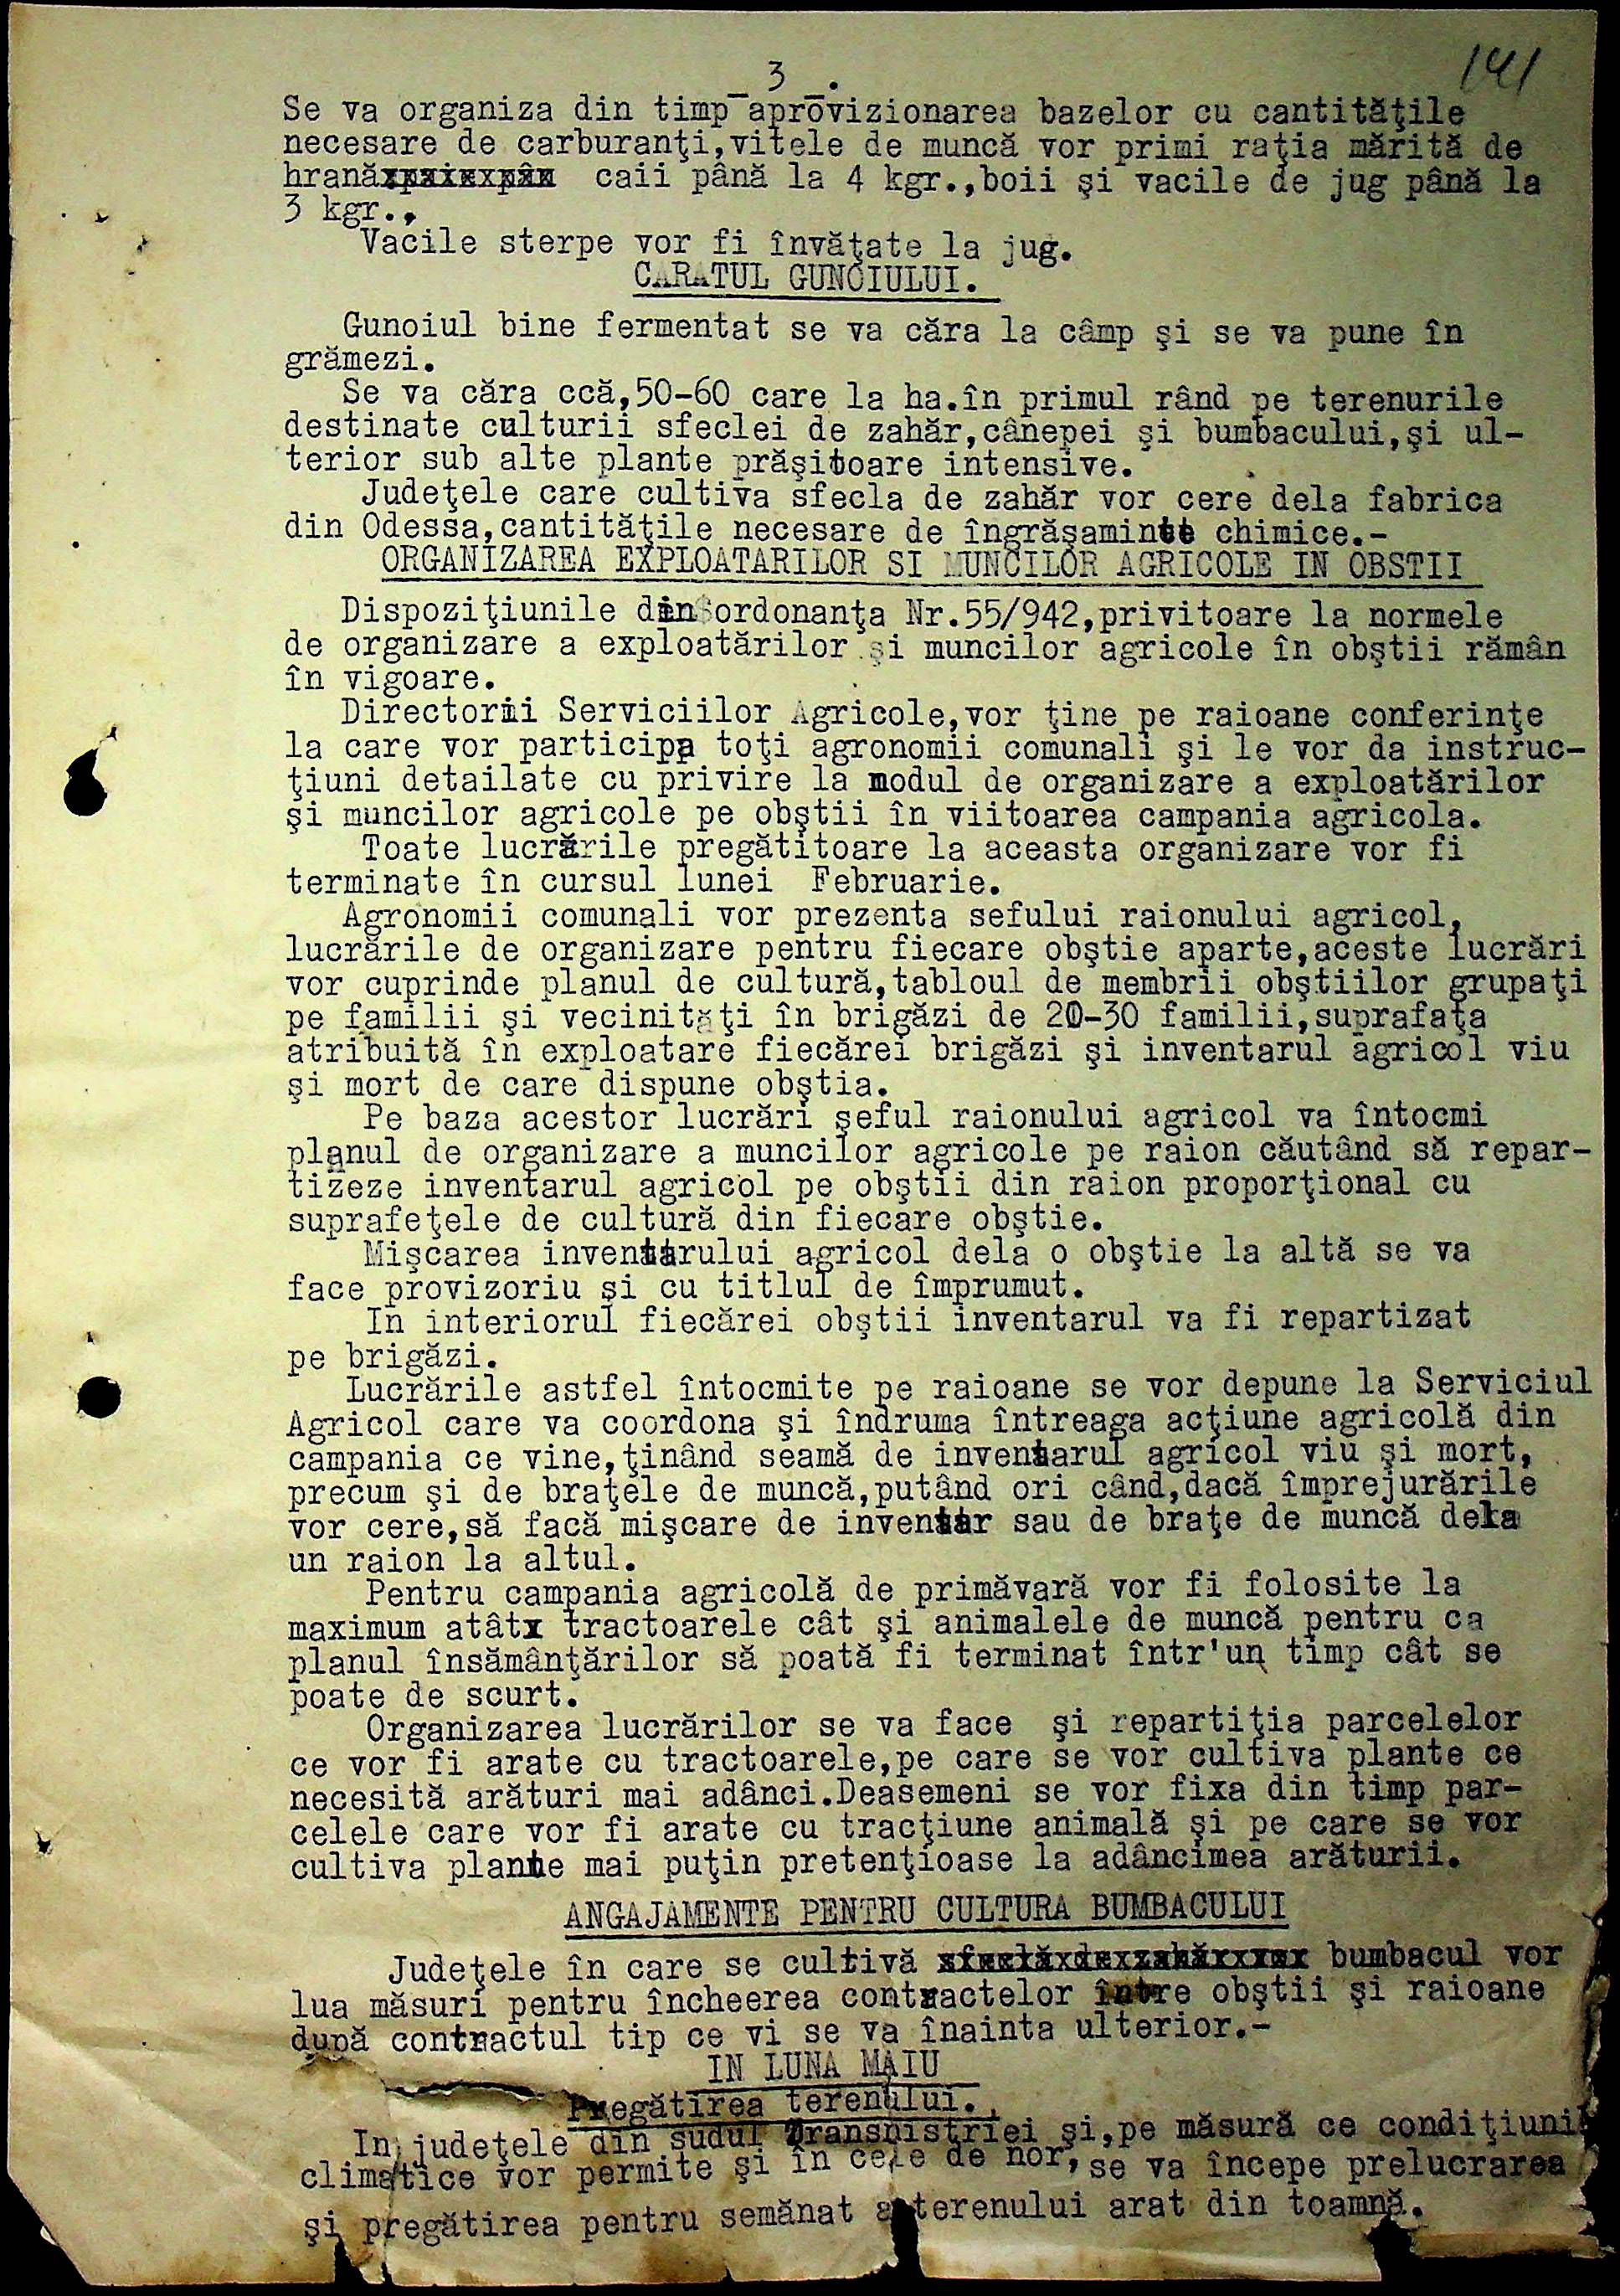 141
3 .
Se va organiza din timp aprovizionarea bazelor cu cantităţile
necesare de carburanţi,vitele de muncă vor primi raţia mărită de
hrană caii până la 4 kgr.,boii şi vacile de jug până la
3 kgr.,
Vacile sterpe vor fi învăţate la jug.
CARATUL GUNOIULUI.
Gunoiul bine fermentat se va căra la câmp şi se va pune în
grămezi.
Se va căra ccă,50-60 care la ha.în primul rând pe terenurile
destinate culturii sfeclei de zahăr,cânepei şi bumbacului,şi ul-
terior sub alte plante prăşitoare intensive.
Judeţele care cultiva sfecla de zahăr vor cere dela fabrica
din Odessa,cantităţile necesare de îngrăşaminte chimice.-
ORGANIZAREA EXPLOATARILOR SI MUNCILOR AGRICOLE IN OBSTII
Dispoziţiunile din ordonanţa Nr.55/942,privitoare la normele
de organizare a exploatărilor şi muncilor agricole în obştii rămân
în vigoare.
Directorii Serviciilor Agricole,vor ţine pe raioane conferinţe
la care vor participa toţi agronomii comunali şi le vor da instruc-
ţiuni detailate cu privire la modul de organizare a exploatărilor
şi muncilor agricole pe obştii în viitoarea campania agricola.
Toate lucrările pregătitoare la aceasta organizare vor fi
terminate în cursul lunei Februarie.
Agronomii comunali vor prezenta sefului raionului agricol,
lucrările de organizare pentru fiecare obştie aparte,aceste lucrări
vor cuprinde planul de cultură,tabloul de membrii obştiilor grupaţi
pe familii şi vecinităţi în brigăzi de 20-30 familii,suprafaţa
atribuită în exploatare fiecărei brigăzi şi inventarul agricol viu
şi mort de care dispune obştia.
Pe baza acestor lucrări şeful raionului agricol va întocmi
planul de organizare a muncilor agricole pe raion căutând să repar-
tizeze inventarul agricol pe obştii din raion proporţional cu
suprafeţele de cultură din fiecare obştie.
Mişcarea inventarului agricol dela o obştie la altă se va
face provizoriu şi cu titlul de împrumut.
In interiorul fiecărei obştii inventarul va fi repartizat
pe brigăzi.
Lucrările astfel întocmite pe raioane se vor depune la Serviciul
Agricol care va coordona şi îndruma întreaga acţiune agricolă din
campania ce vine,ţinând seamă de inventarul agricol viu şi mort,
precum şi de braţele de muncă,putând ori când,dacă împrejurările
vor cere,să facă mişcare de inventar sau de braţe de muncă dela
un raion la altul.
Pentru campania agricolă de primăvară vor fi folosite la
maximum atât tractoarele cât şi animalele de muncă pentru ca
planul însămânţărilor să poată fi terminat într'un timp cât se
poate de scurt.
Organizarea lucrărilor se va face şi repartiţia parcelelor
ce vor fi arate cu tractoarele,pe care se vor cultiva plante ce
necesită arături mai adânci.Deasemeni se vor fixa din timp par-
celele care vor fi arate cu tracţiune animală şi pe care se vor
cultiva plante mai puţin pretenţioase la adâncimea arăturii.
ANGAJAMENTE PENTRU CULTURA BUMBACULUI
Judeţele în care se cultivă sfeclă de zahăr vor bumbacul vor
lua măsuri pentru încheerea contractelor între obştii şi raioane
după contractul tip ce vi se va înainta ulterior.-
IN LUNA MAIU
Pregătirea terenului.
In judeţele din sudul Transnistriei şi,pe măsură ce condiţiunil
climatice vor permite şi în cele de nor, se va începe prelucrarea
şi pregătirea pentru semănat a terenului arat din toamnă.